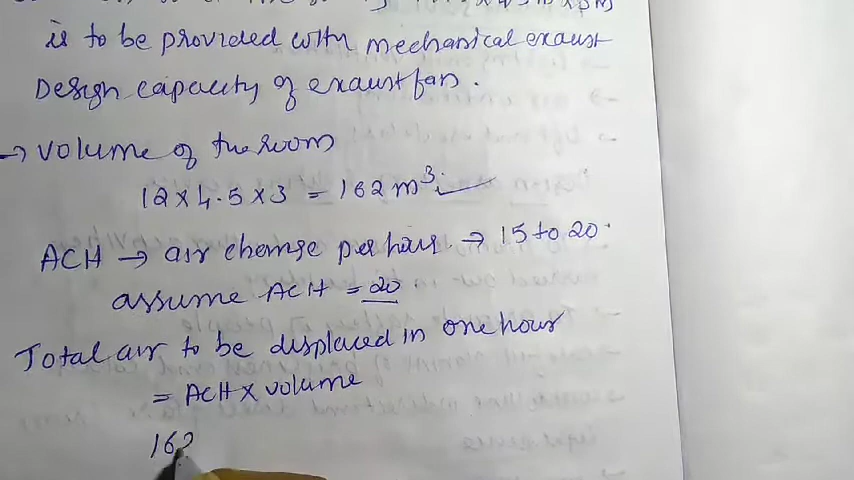 is to be provided with mechanical exaust
Design capacity of exaust fan.
→ volume of the room
12 x 4.5 x 3 = 162 m³.
ACH → air change per hour. → 15 to 20.
assume ACH = 20.
Total air to be displaced in one hour
= ACH x volume
162